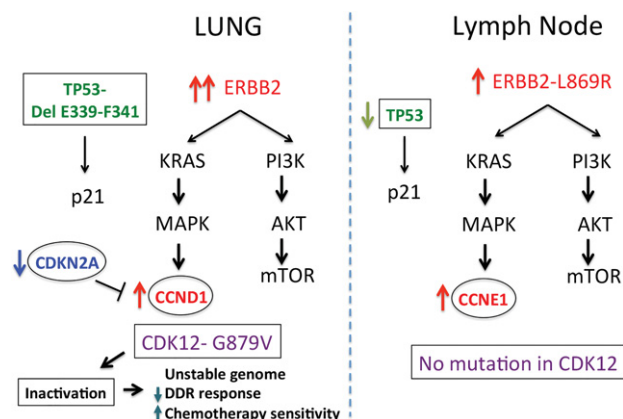 LUNG
TP53-
Del E339-F341
ERBB2
p21
KRAS
PI3K
MAPK
AKT
mTOR
CDKN2A
CCND1
CDK12- G879V
Inactivation
Unstable genome
DDR response
Chemotherapy sensitivity
Lymph Node
ERBB2-L869R
TP53
p21
KRAS
PI3K
MAPK
AKT
mTOR
CCNE1
No mutation in CDK12